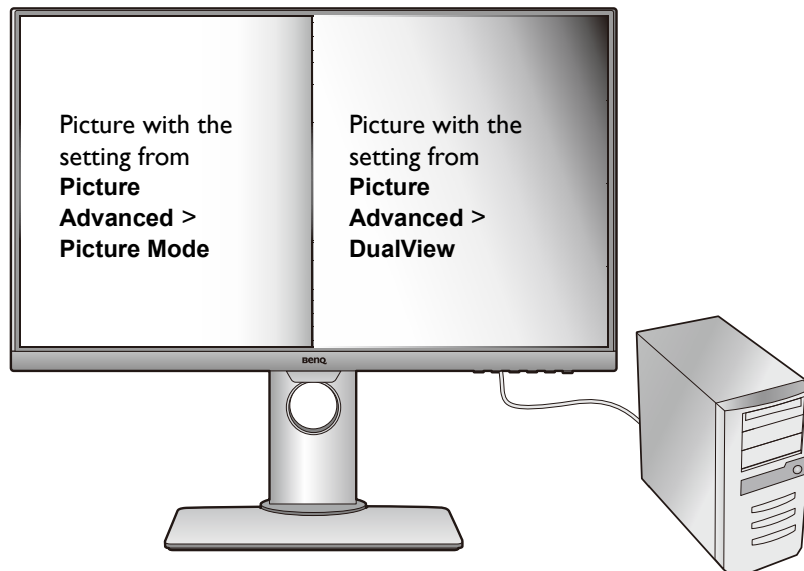 Picture with the
setting from
Picture
Advanced >
Picture Mode
Picture with the
setting from
Picture
Advanced >
DualView
BenQ